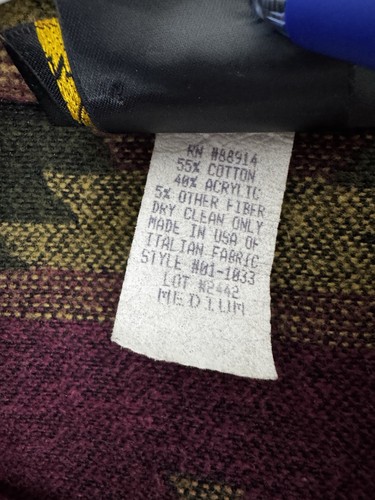 RN #88914
55% COTTON
40% ACRYLIC
5% OTHER FIBER
DRY CLEAN ONLY
MADE IN USA OF
ITALIAN FABRIC
STYLE #01-1033
LOT #2442
MEDIUM